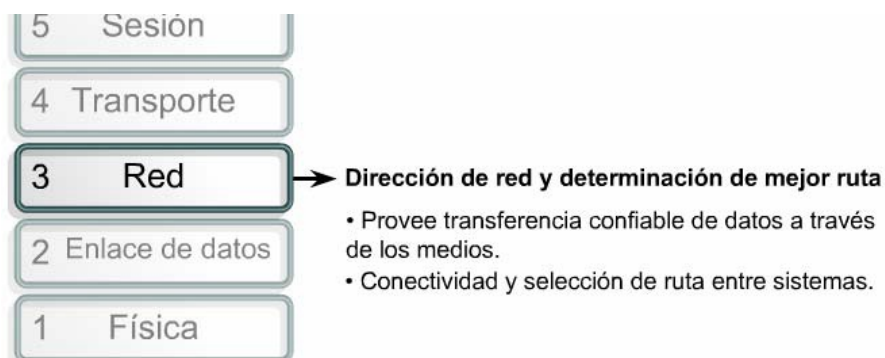 5 Sesión
4 Transporte
3 Red
Dirección de red y determinación de mejor ruta
• Provee transferencia confiable de datos a través
de los medios.
• Conectividad y selección de ruta entre sistemas.
2 Enlace de datos
1 Física